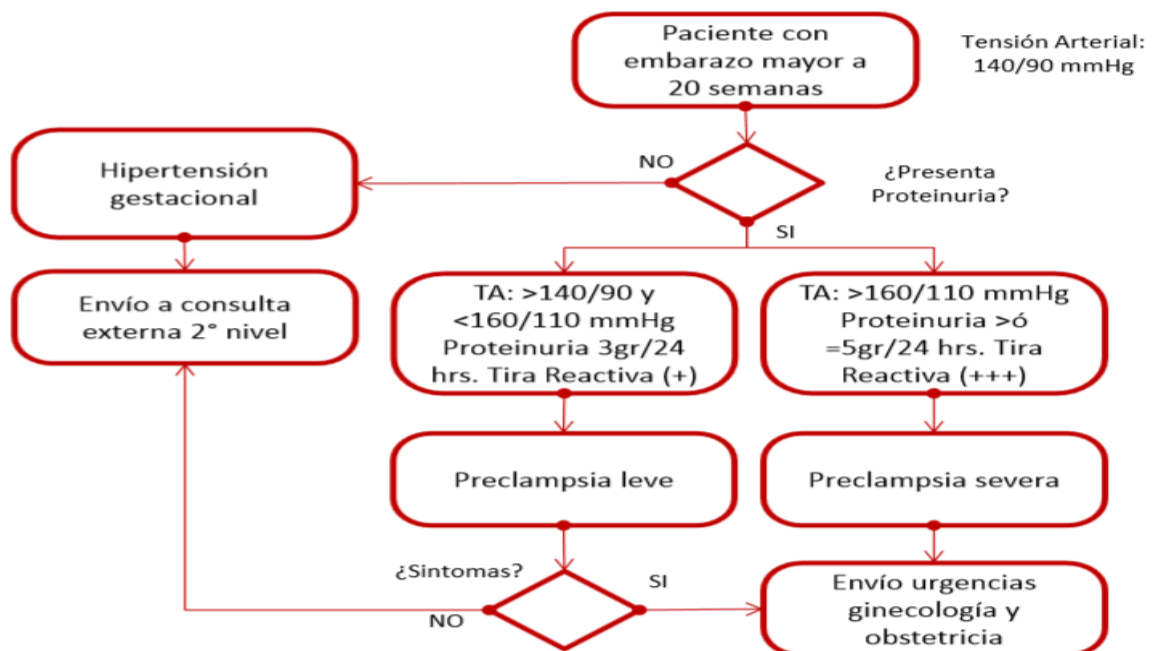 Paciente con
embarazo mayor a
20 semanas
Tensión Arterial:
140/90 mmHg
NO
¿Presenta
Proteinuria?
SI
Hipertensión
gestacional
Envío a consulta
externa 2° nivel
TA: >140/90 y
<160/110 mmHg
Proteinuria 3gr/24
hrs. Tira Reactiva (+)
TA: >160/110 mmHg
Proteinuria >ó
=5gr/24 hrs. Tira
Reactiva (+++)
Preclampsia leve
Preclampsia severa
¿Sintomas?
SI
NO
Envío urgencias
ginecología y
obstetricia